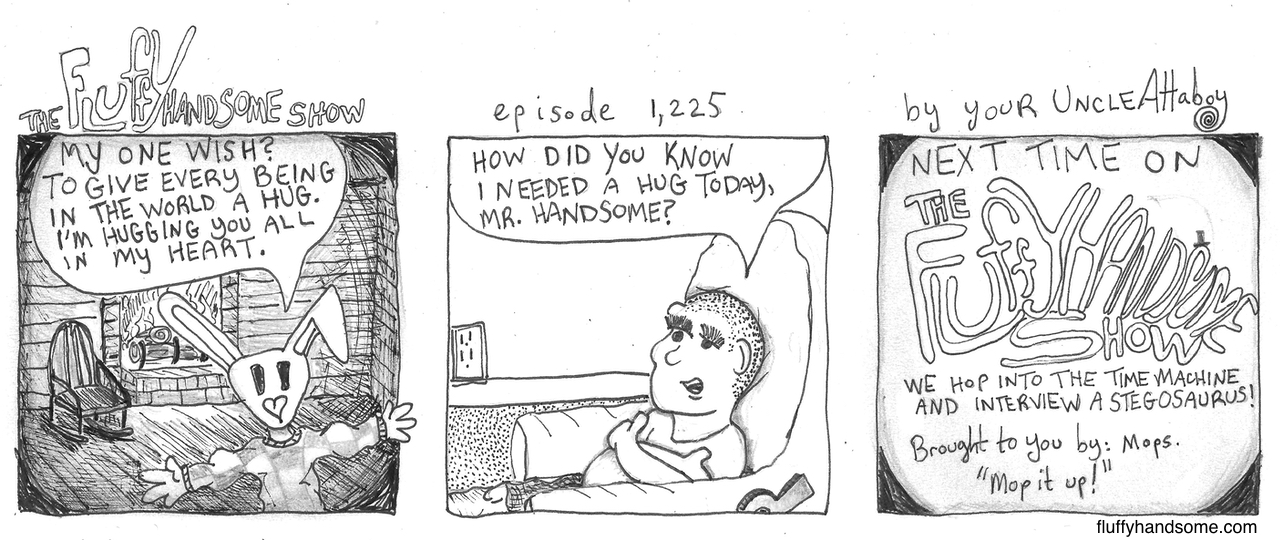 THE Fluffy HANDSOME SHOW
episode 1,225
by your UNCLE Attaboy
MY ONE WISH?
TO GIVE EVERY BEING
IN THE WORLD A HUG.
I'M HUGGING YOU ALL
IN MY HEART.
HOW DID YOU KNOW
I NEEDED A HUG TODAY,
MR. HANDSOME?
NEXT TIME ON
THE
FLUFFY HANDSOME
SHOW
WE HOP INTO THE TIME MACHINE
AND INTERVIEW A STEGOSAURUS!
Brought to you by: Mops.
"Mop it up!"
fluffyhandsome.com